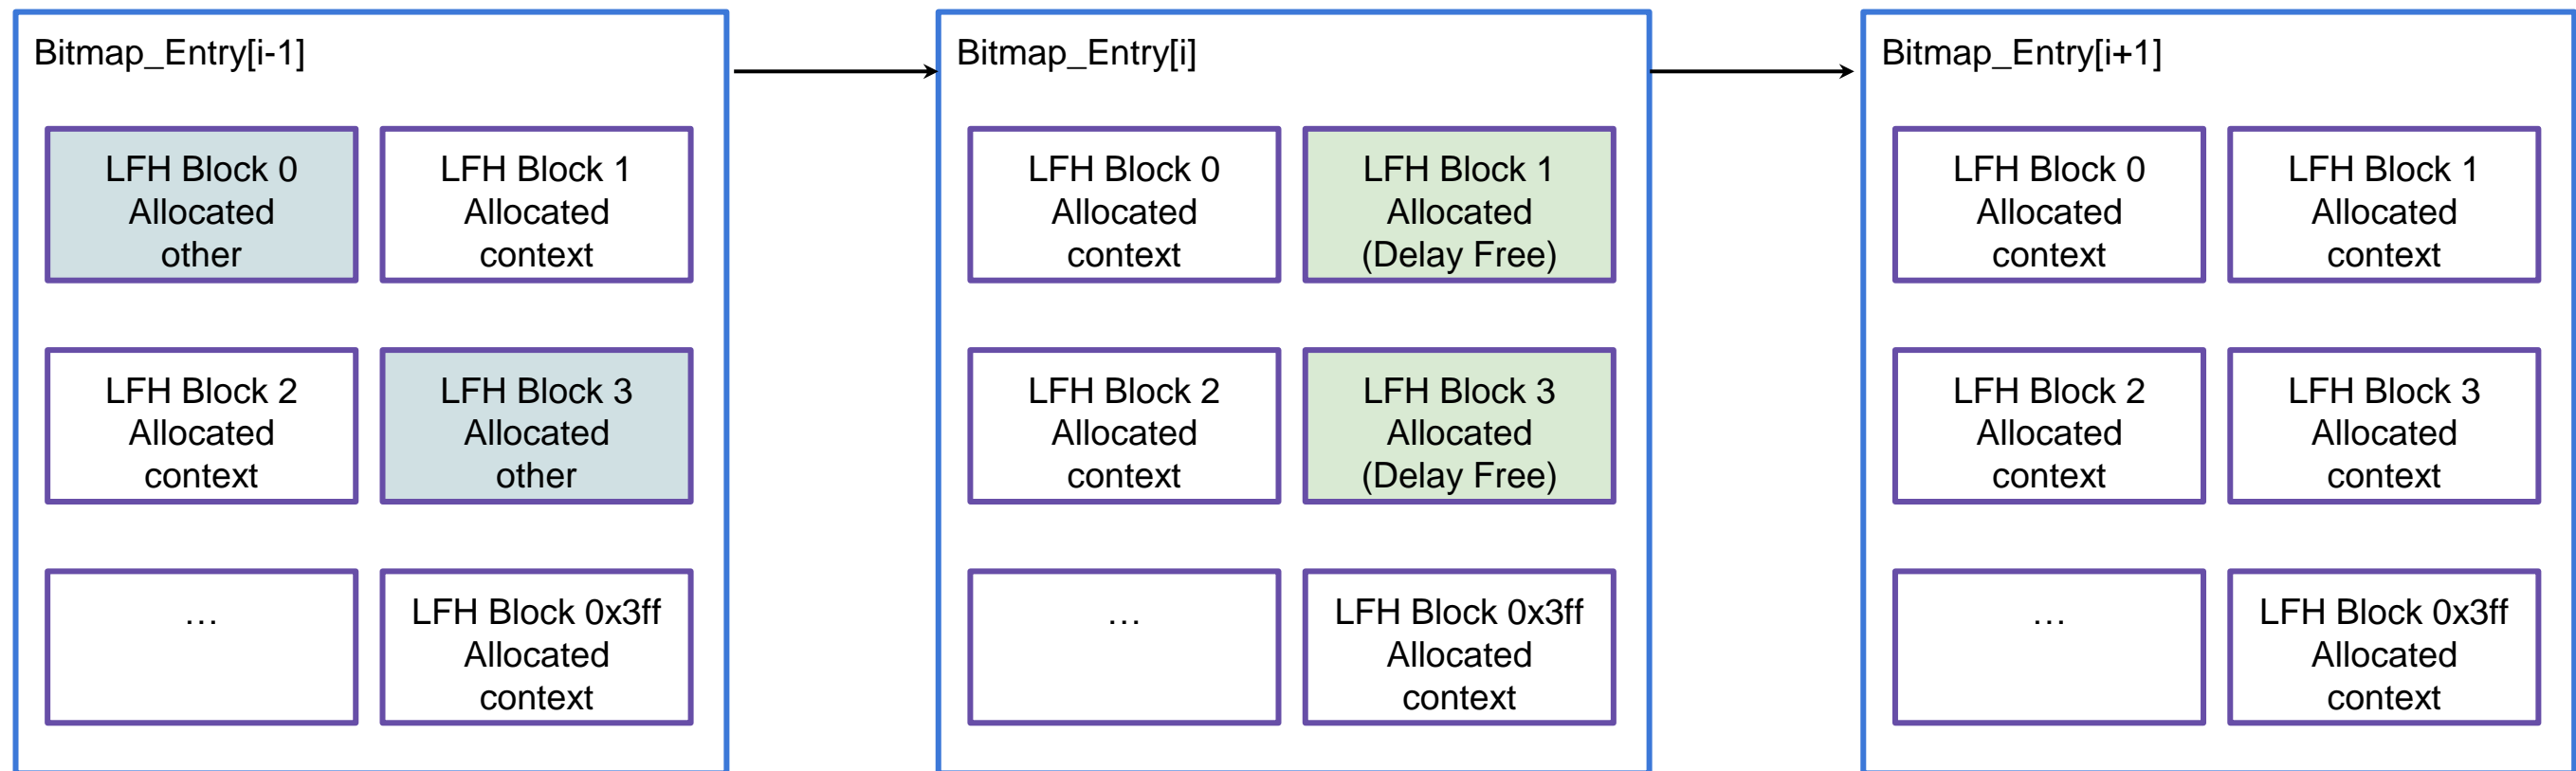 Bitmap_Entry[i-1]
LFH Block 0
Allocated
other
LFH Block 1
Allocated
context
LFH Block 2
Allocated
context
LFH Block 3
Allocated
other
…
LFH Block 0x3ff
Allocated
context
Bitmap_Entry[i]
LFH Block 0
Allocated
context
LFH Block 1
Allocated
(Delay Free)
LFH Block 2
Allocated
context
LFH Block 3
Allocated
(Delay Free)
…
LFH Block 0x3ff
Allocated
context
Bitmap_Entry[i+1]
LFH Block 0
Allocated
context
LFH Block 1
Allocated
context
LFH Block 2
Allocated
context
LFH Block 3
Allocated
context
…
LFH Block 0x3ff
Allocated
context